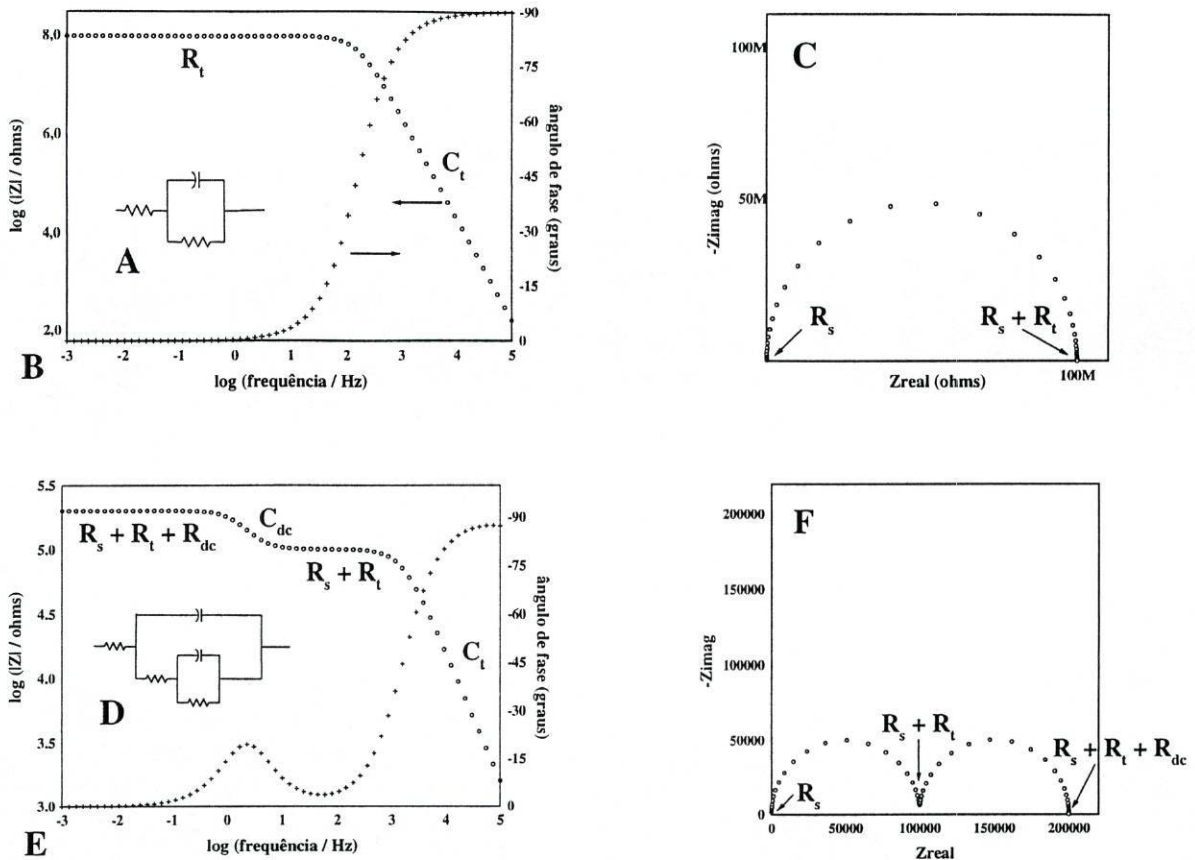 log (|Z| / ohms)
8,0
6,0
4,0
2,0
R_t
C_t
A
B
-3 -2 -1 0 1 2 3 4 5
log (frequência / Hz)
-90
-75
-60
-45
-30
-15
0
ângulo de fase (graus)
C
-Zimag (ohms)
100M
50M
R_s
R_s + R_t
Zreal (ohms)
100M
log (|Z| / ohms)
5.5
5.0
4.5
4.0
3.5
3.0
R_s + R_t + R_dc
C_dc
R_s + R_t
C_t
D
E
-3 -2 -1 0 1 2 3 4 5
log (frequência / Hz)
-90
-75
-60
-45
-30
-15
0
ângulo de fase (graus)
F
-Zimag
200000
150000
100000
50000
0
R_s
R_s + R_t
R_s + R_t + R_dc
0 50000 100000 150000 200000
Zreal